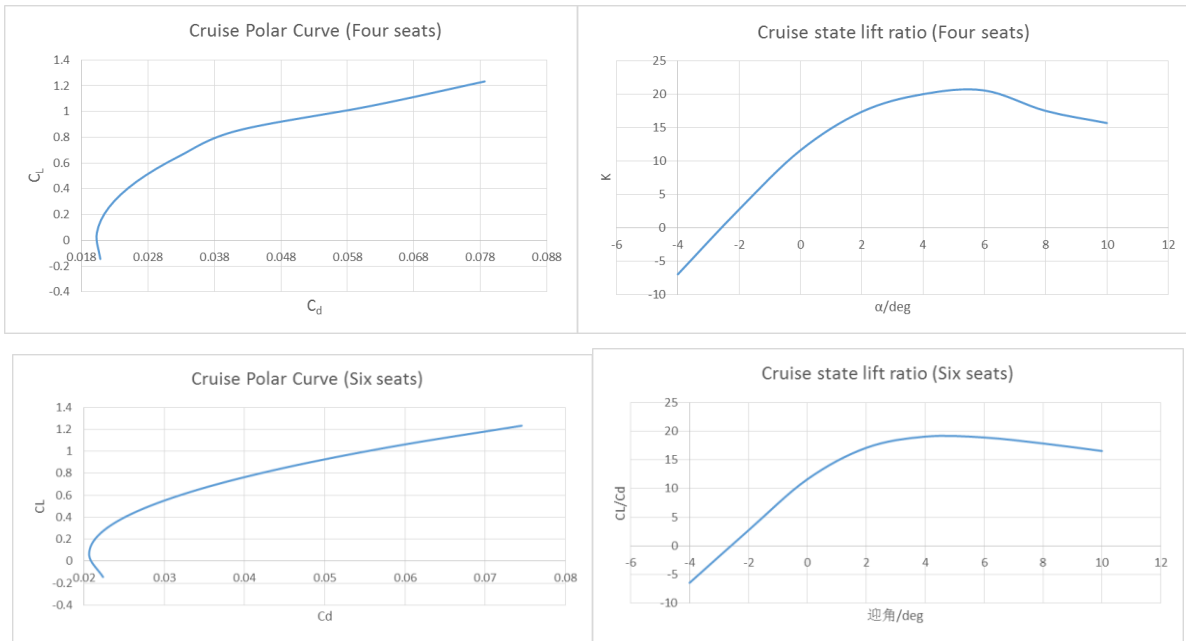 Cruise Polar Curve (Four seats)
1.4
1.2
1
0.8
0.6
0.4
0.2
0
-0.2
-0.4
0.018 0.028 0.038 0.048 0.058 0.068 0.078 0.088
CL
Cd
Cruise state lift ratio (Four seats)
25
20
15
10
5
0
-5
-10
-6 -4 -2 0 2 4 6 8 10 12
K
α/deg
Cruise Polar Curve (Six seats)
1.4
1.2
1
0.8
0.6
0.4
0.2
0
-0.2
-0.4
0.02 0.03 0.04 0.05 0.06 0.07 0.08
CL
Cd
Cruise state lift ratio (Six seats)
25
20
15
10
5
0
-5
-10
-6 -4 -2 0 2 4 6 8 10 12
CL/Cd
迎角/deg